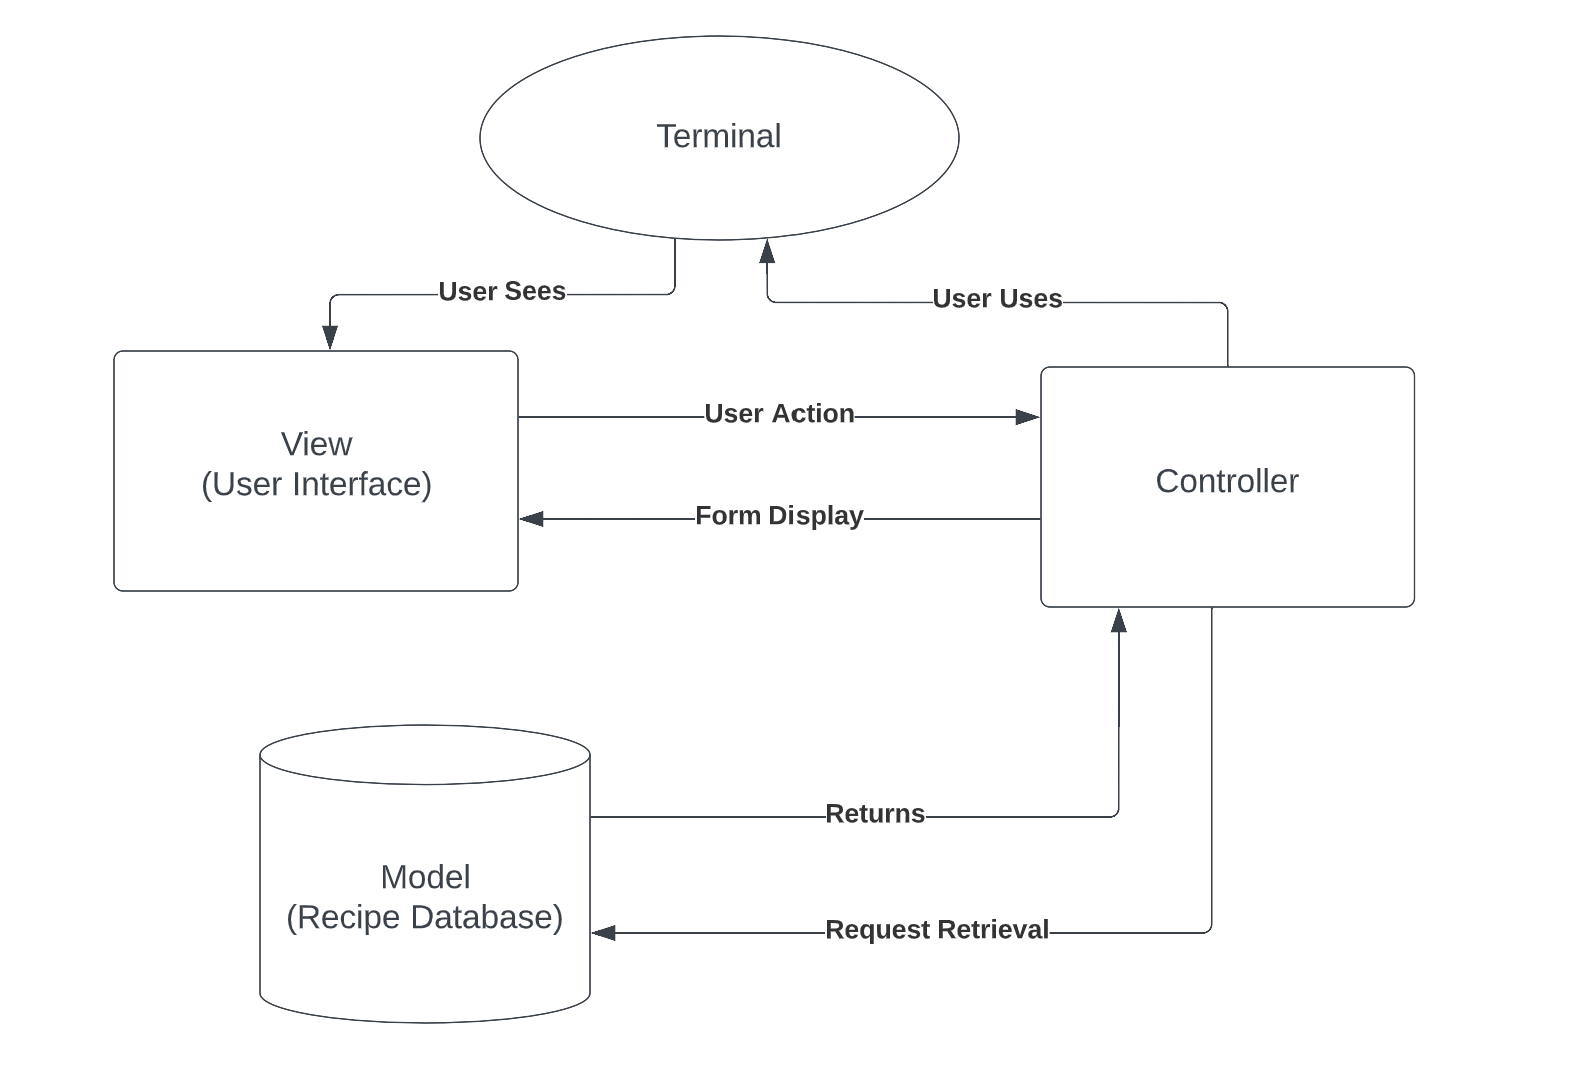 Terminal
User Sees
User Uses
User Action
View
(User Interface)
Controller
Form Display
Returns
Model
(Recipe Database)
Request Retrieval